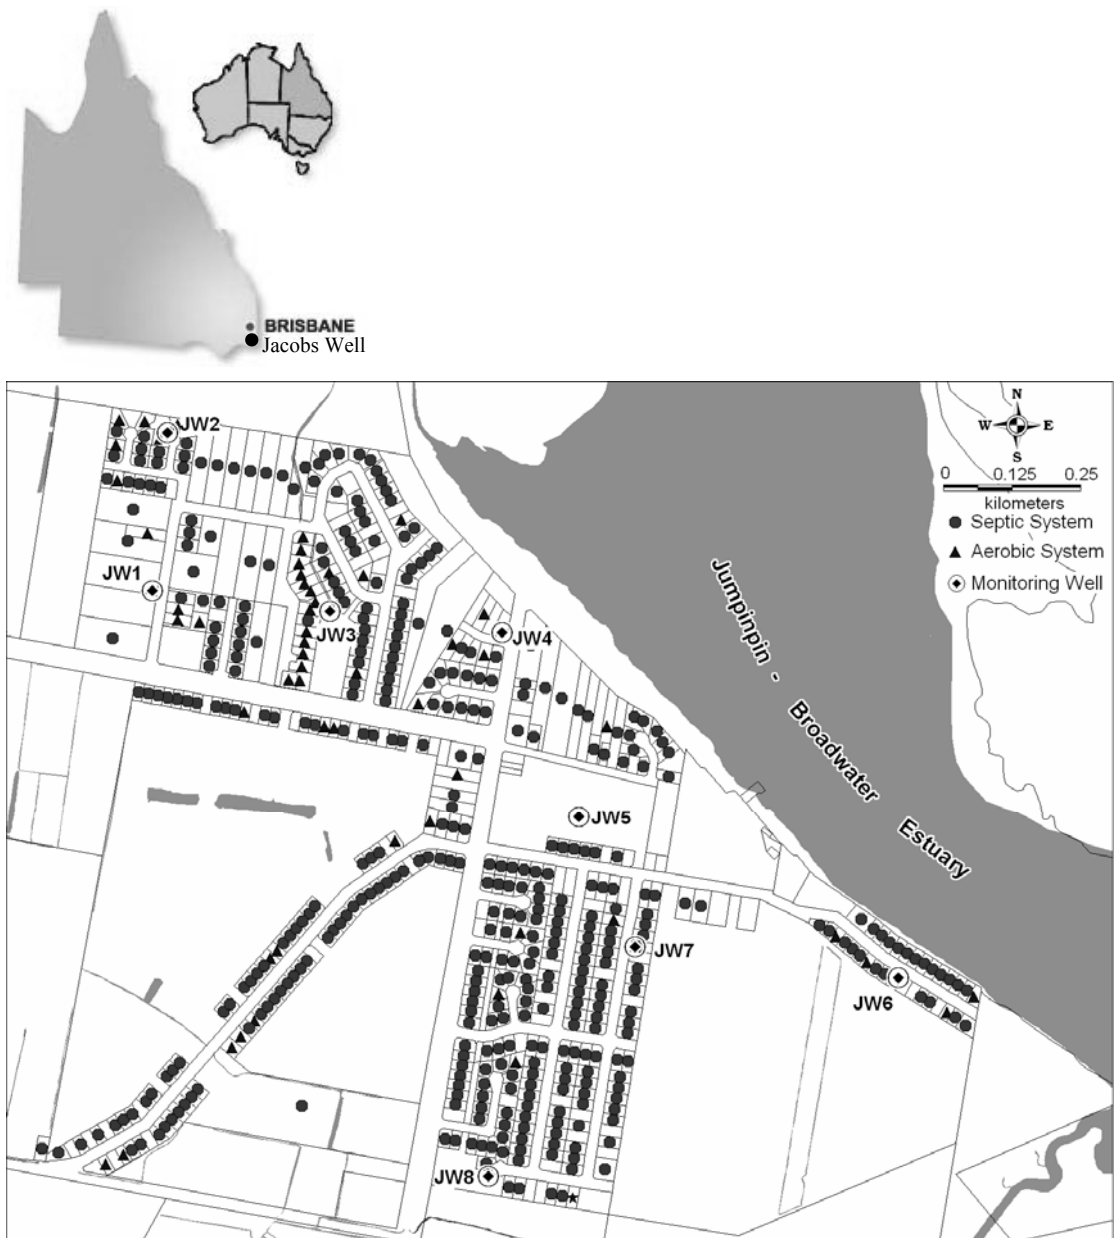 BRISBANE
Jacobs Well
N
W E
S
0 0.125 0.25
kilometers
Septic System
Aerobic System
Monitoring Well
JW2
JW1
JW3
JW4
JW5
JW7
JW6
JW8
Jumpinpin - Broadwater Estuary